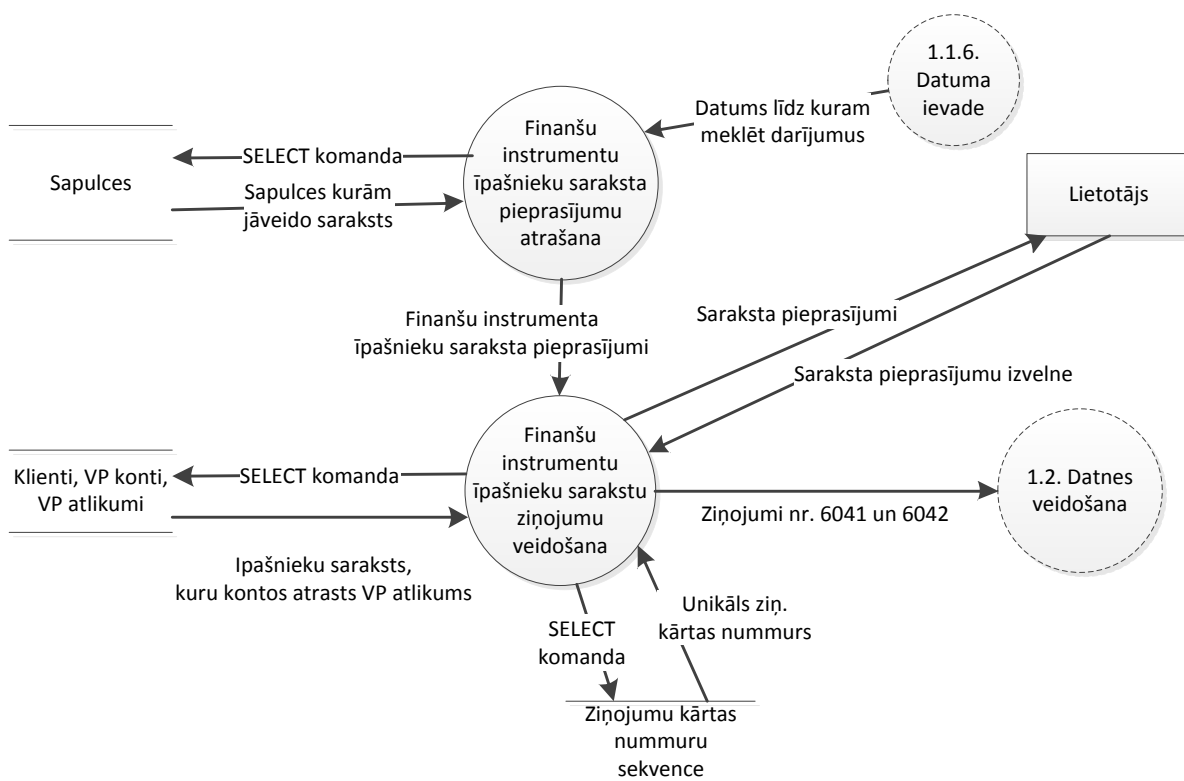 1.1.6.
Datuma
ievade
Datums līdz kuram
meklēt darījumus
Finanšu
instrumentu
īpašnieku saraksta
pieprasījumu
atrašana
SELECT komanda
Sapulces
Sapulces kurām
jāveido saraksts
Lietotājs
Finanšu instrumenta
īpašnieku saraksta pieprasījumi
Saraksta pieprasījumi
Saraksta pieprasījumu izvelne
Finanšu
instrumentu
īpašnieku sarakstu
ziņojumu
veidošana
Klienti, VP konti,
VP atlikumi
SELECT komanda
1.2. Datnes
veidošana
Ziņojumi nr. 6041 un 6042
Ipašnieku saraksts,
kuru kontos atrasts VP atlikums
SELECT
komanda
Unikāls ziņ.
kārtas nummurs
Ziņojumu kārtas
nummuru
sekvence